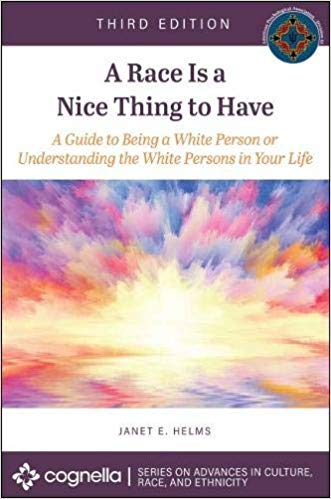 THIRD EDITION
A Race Is a
Nice Thing to Have
A Guide to Being a White Person or
Understanding the White Persons in Your Life
JANET E. HELMS
cognella
SERIES ON ADVANCES IN CULTURE,
RACE, AND ETHNICITY